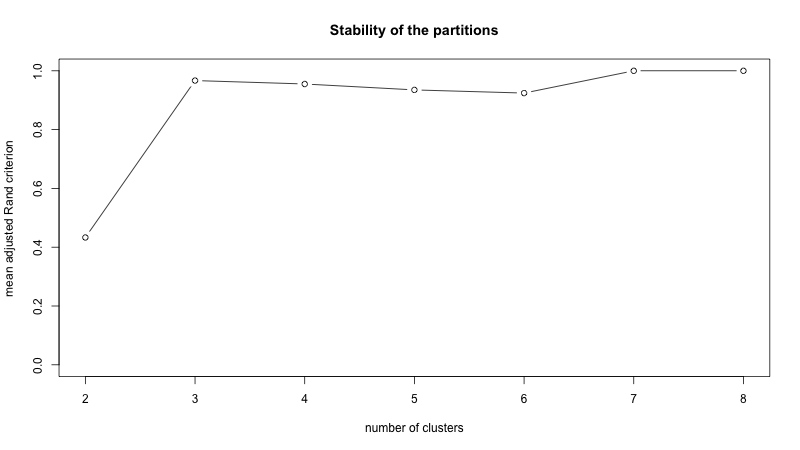 Stability of the partitions
mean adjusted Rand criterion
1.0
0.8
0.6
0.4
0.2
0.0
2 3 4 5 6 7 8
number of clusters